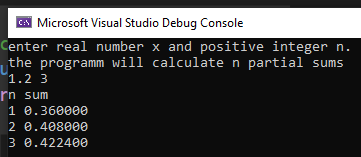 Microsoft Visual Studio Debug Console
enter real number x and positive integer n.
the programm will calculate n partial sums
1.2 3
n sum
1 0.360000
2 0.408000
3 0.422400